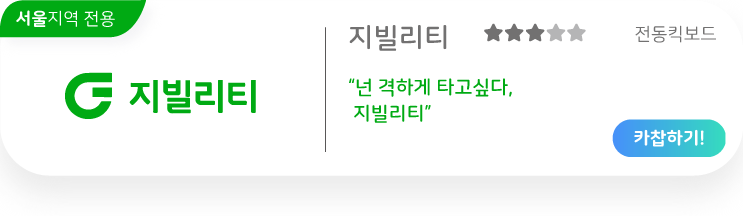 서울지역 전용
지빌리티
지빌리티
전동킥보드
“넌 격하게 타고싶다,
지빌리티”
카찹하기!